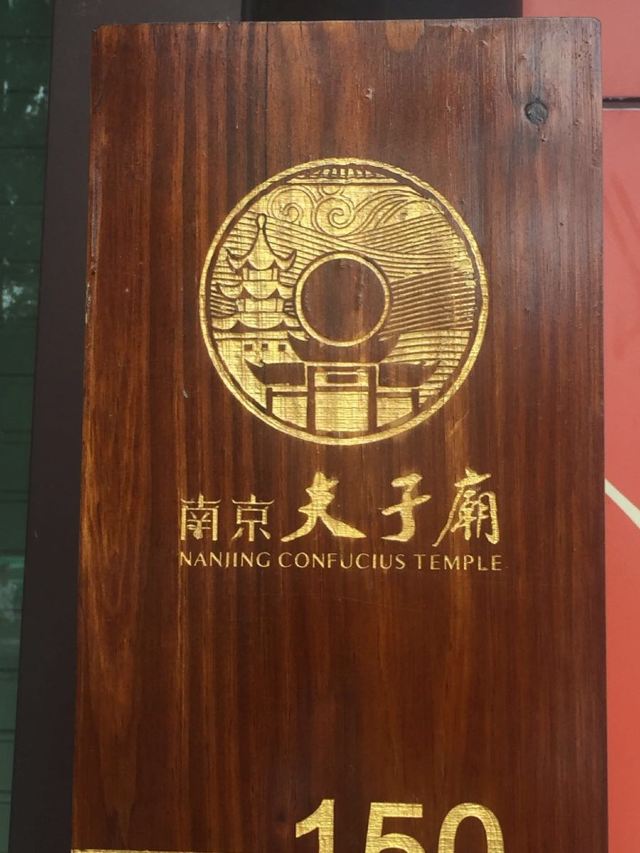 南京夫子廟
NANJING CONFUCIUS TEMPLE
150